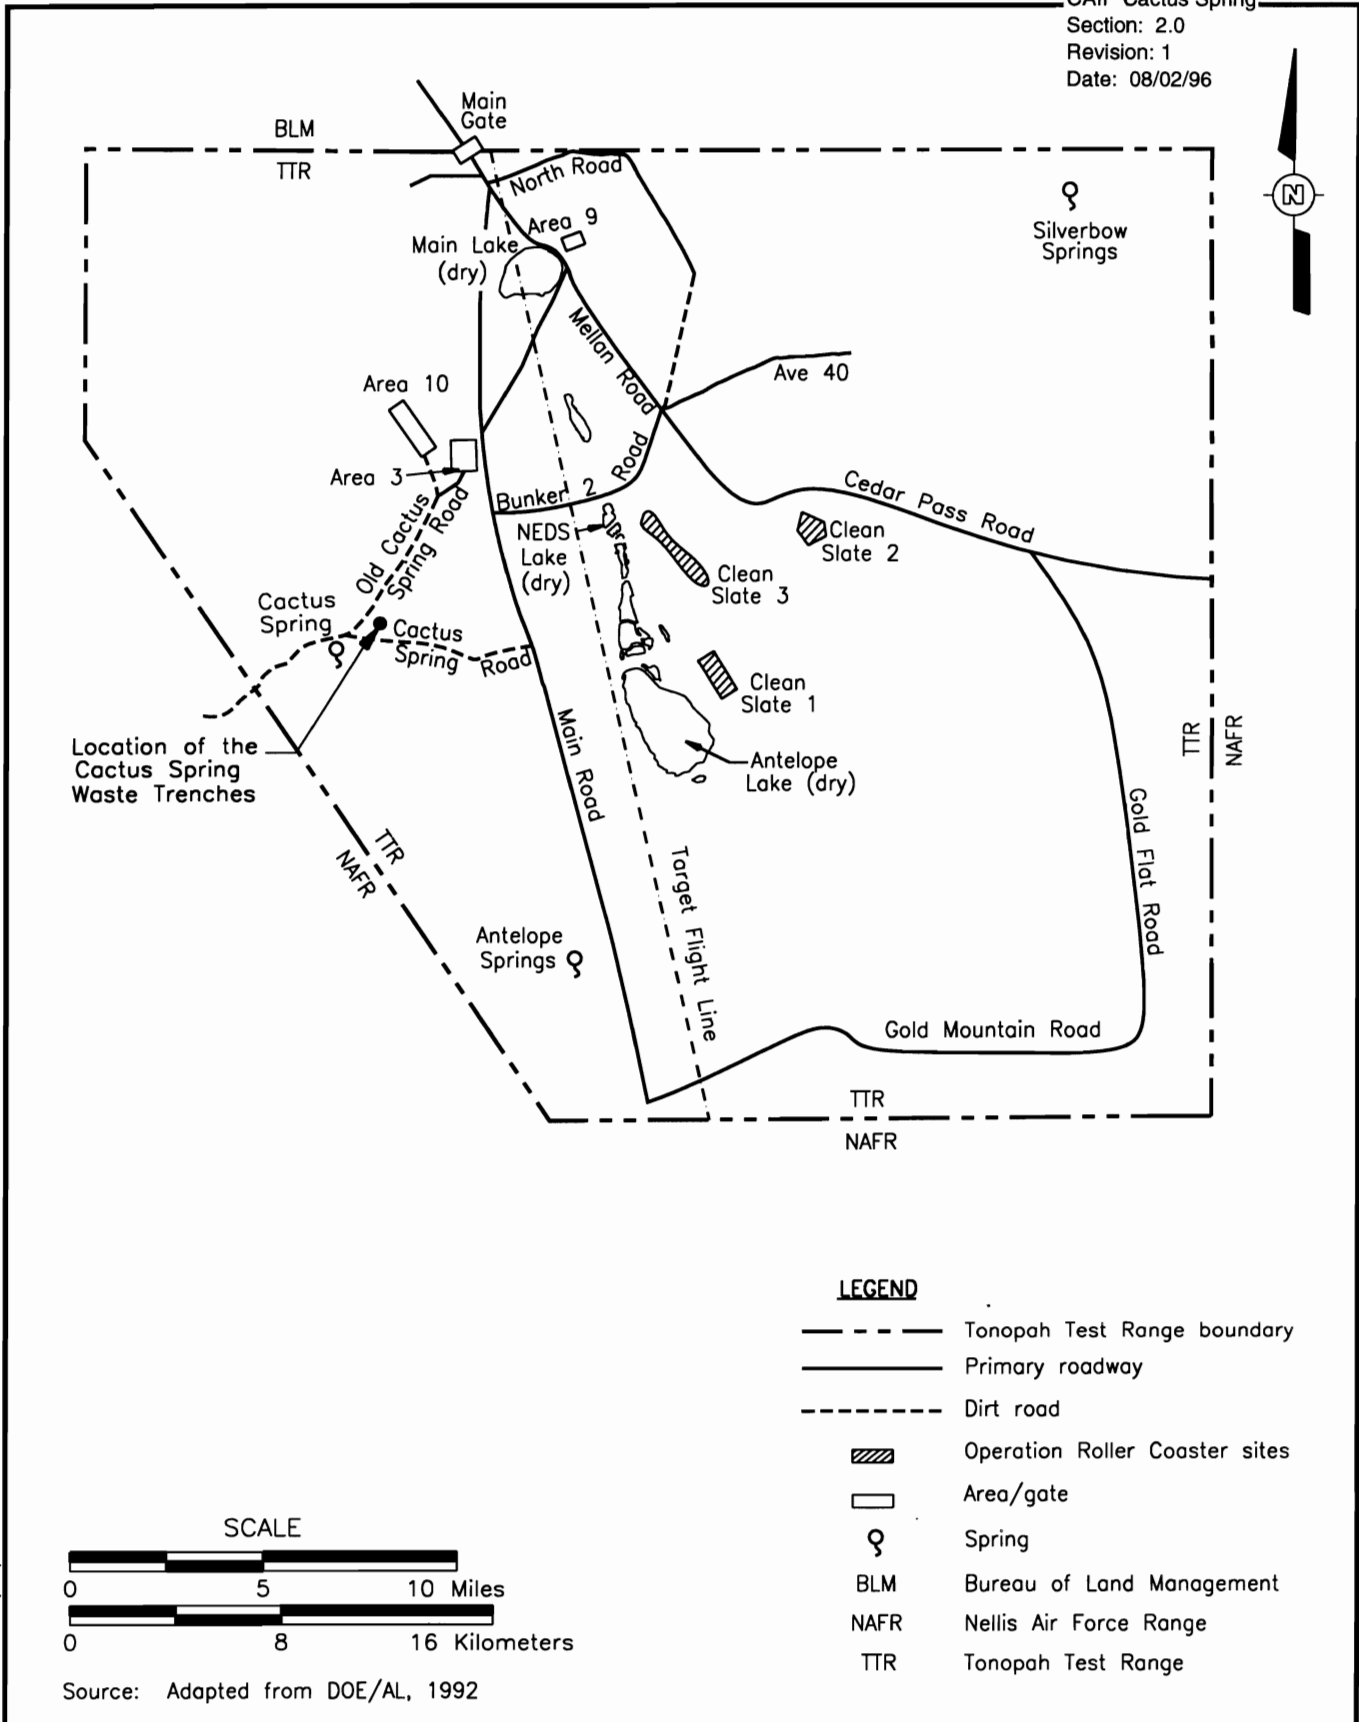 CAIP Cactus Spring
Section: 2.0
Revision: 1
Date: 08/02/96
N
Main
Gate
BLM
TTR
North Road
Area 9
Main Lake
(dry)
Silverbow
Springs
Mellan Road
Ave 40
Area 10
Area 3
Bunker 2 Road
Cedar Pass Road
NEDS
Lake
(dry)
Clean
Slate 2
Clean
Slate 3
Old Cactus
Spring Road
Cactus
Spring
Cactus
Spring Road
Clean
Slate 1
Location of the
Cactus Spring
Waste Trenches
Main Road
Antelope
Lake (dry)
TTR
NAFR
TTR
NAFR
Gold Flat Road
Target Flight Line
Antelope
Springs
Gold Mountain Road
TTR
NAFR
LEGEND
Tonopah Test Range boundary
Primary roadway
Dirt road
Operation Roller Coaster sites
Area/gate
Spring
BLM Bureau of Land Management
NAFR Nellis Air Force Range
TTR Tonopah Test Range
SCALE
0 5 10 Miles
0 8 16 Kilometers
Source: Adapted from DOE/AL, 1992